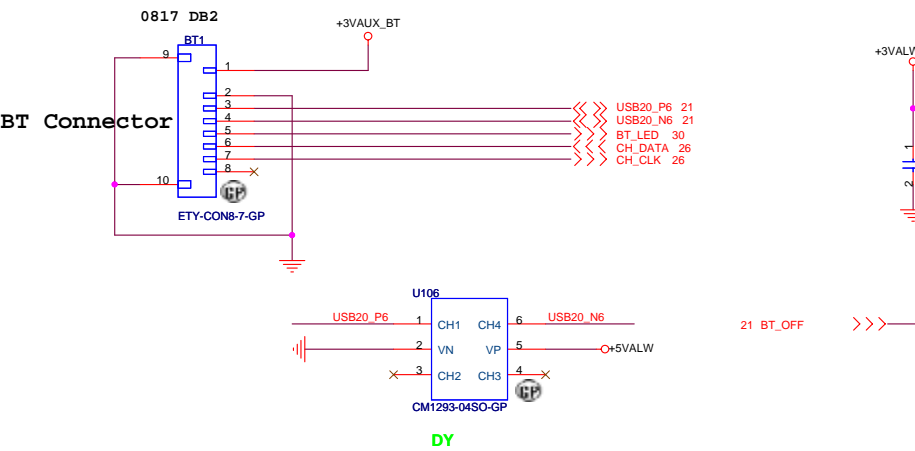 0817 DB2
BT1
+3VAUX_BT
+3VALW
9
1
2
3
4
5
6
7
8
10
BT Connector
USB20_P6 21
USB20_N6 21
BT_LED 30
CH_DATA 26
CH_CLK 26
GP
ETY-CON8-7-GP
1
2
U106
USB20_P6 1 CH1 CH4 6 USB20_N6
2 VN VP 5 +5VALW
3 CH2 CH3 4
GP
CM1293-04SO-GP
DY
21 BT_OFF